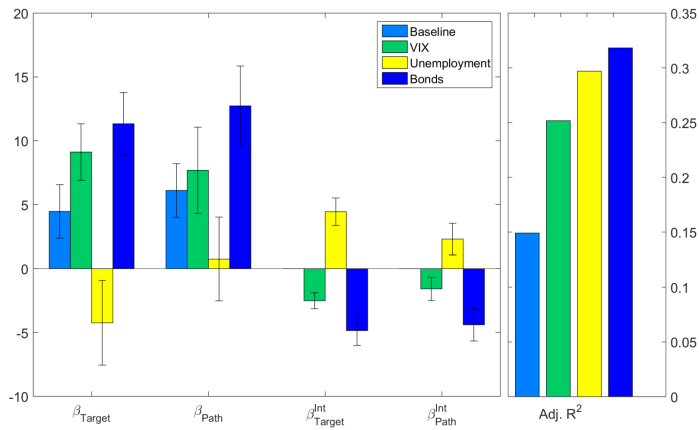 20
15
10
5
0
-5
-10
Baseline
VIX
Unemployment
Bonds
0.35
0.3
0.25
0.2
0.15
0.1
0.05
0
β_Target
β_Path
β^Int_Target
β^Int_Path
Adj. R^2